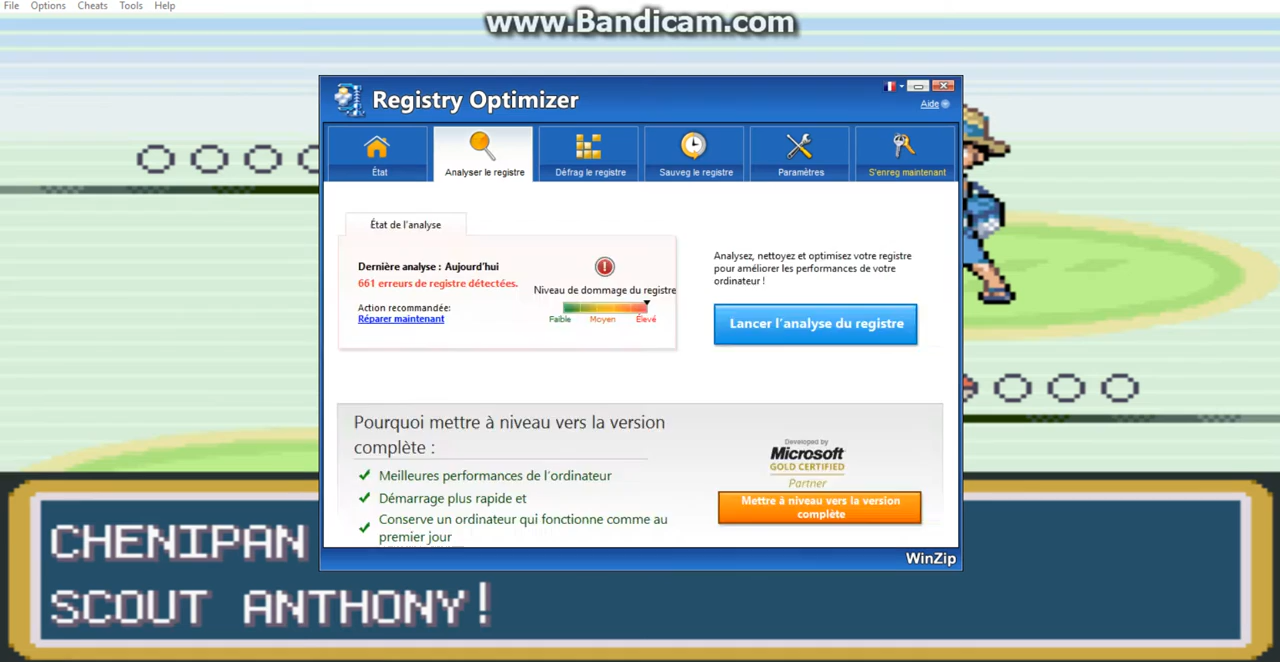 File Options Cheats Tools Help
www.Bandicam.com
Registry Optimizer
Aide
État
Analyser le registre
Défrag le registre
Sauveg le registre
Paramètres
S'enreg maintenant
État de l'analyse
Dernière analyse : Aujourd'hui
661 erreurs de registre détectées.
Action recommandée:
Réparer maintenant
Niveau de dommage du registre
Faible Moyen Élevé
Analysez, nettoyez et optimisez votre registre
pour améliorer les performances de votre
ordinateur !
Lancer l'analyse du registre
Pourquoi mettre à niveau vers la version
complète :
Meilleures performances de l'ordinateur
Démarrage plus rapide et
Conserve un ordinateur qui fonctionne comme au
premier jour
Developed by
Microsoft
GOLD CERTIFIED
Partner
Mettre à niveau vers la version
complète
WinZip
CHENIPAN
SCOUT ANTHONY!